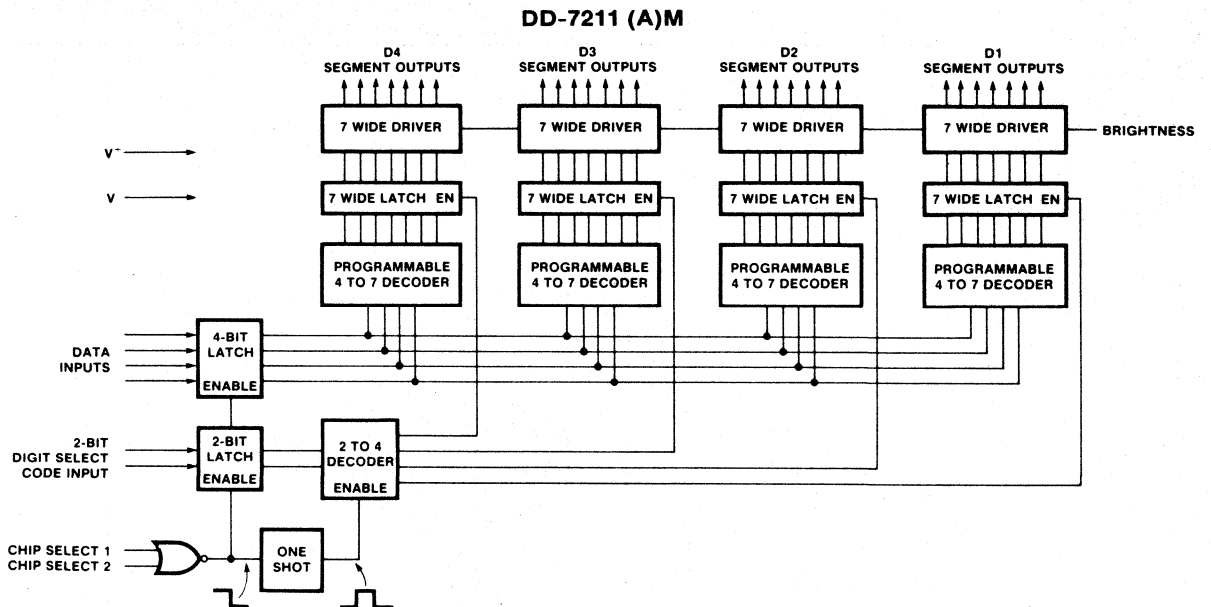 DD-7211 (A)M
D4
SEGMENT OUTPUTS
D3
SEGMENT OUTPUTS
D2
SEGMENT OUTPUTS
D1
SEGMENT OUTPUTS
7 WIDE DRIVER
7 WIDE DRIVER
7 WIDE DRIVER
7 WIDE DRIVER
BRIGHTNESS
V+
V
7 WIDE LATCH EN
7 WIDE LATCH EN
7 WIDE LATCH EN
7 WIDE LATCH EN
PROGRAMMABLE
4 TO 7 DECODER
PROGRAMMABLE
4 TO 7 DECODER
PROGRAMMABLE
4 TO 7 DECODER
PROGRAMMABLE
4 TO 7 DECODER
DATA
INPUTS
4-BIT
LATCH
ENABLE
2-BIT
DIGIT SELECT
CODE INPUT
2-BIT
LATCH
ENABLE
2 TO 4
DECODER
ENABLE
CHIP SELECT 1
CHIP SELECT 2
ONE
SHOT